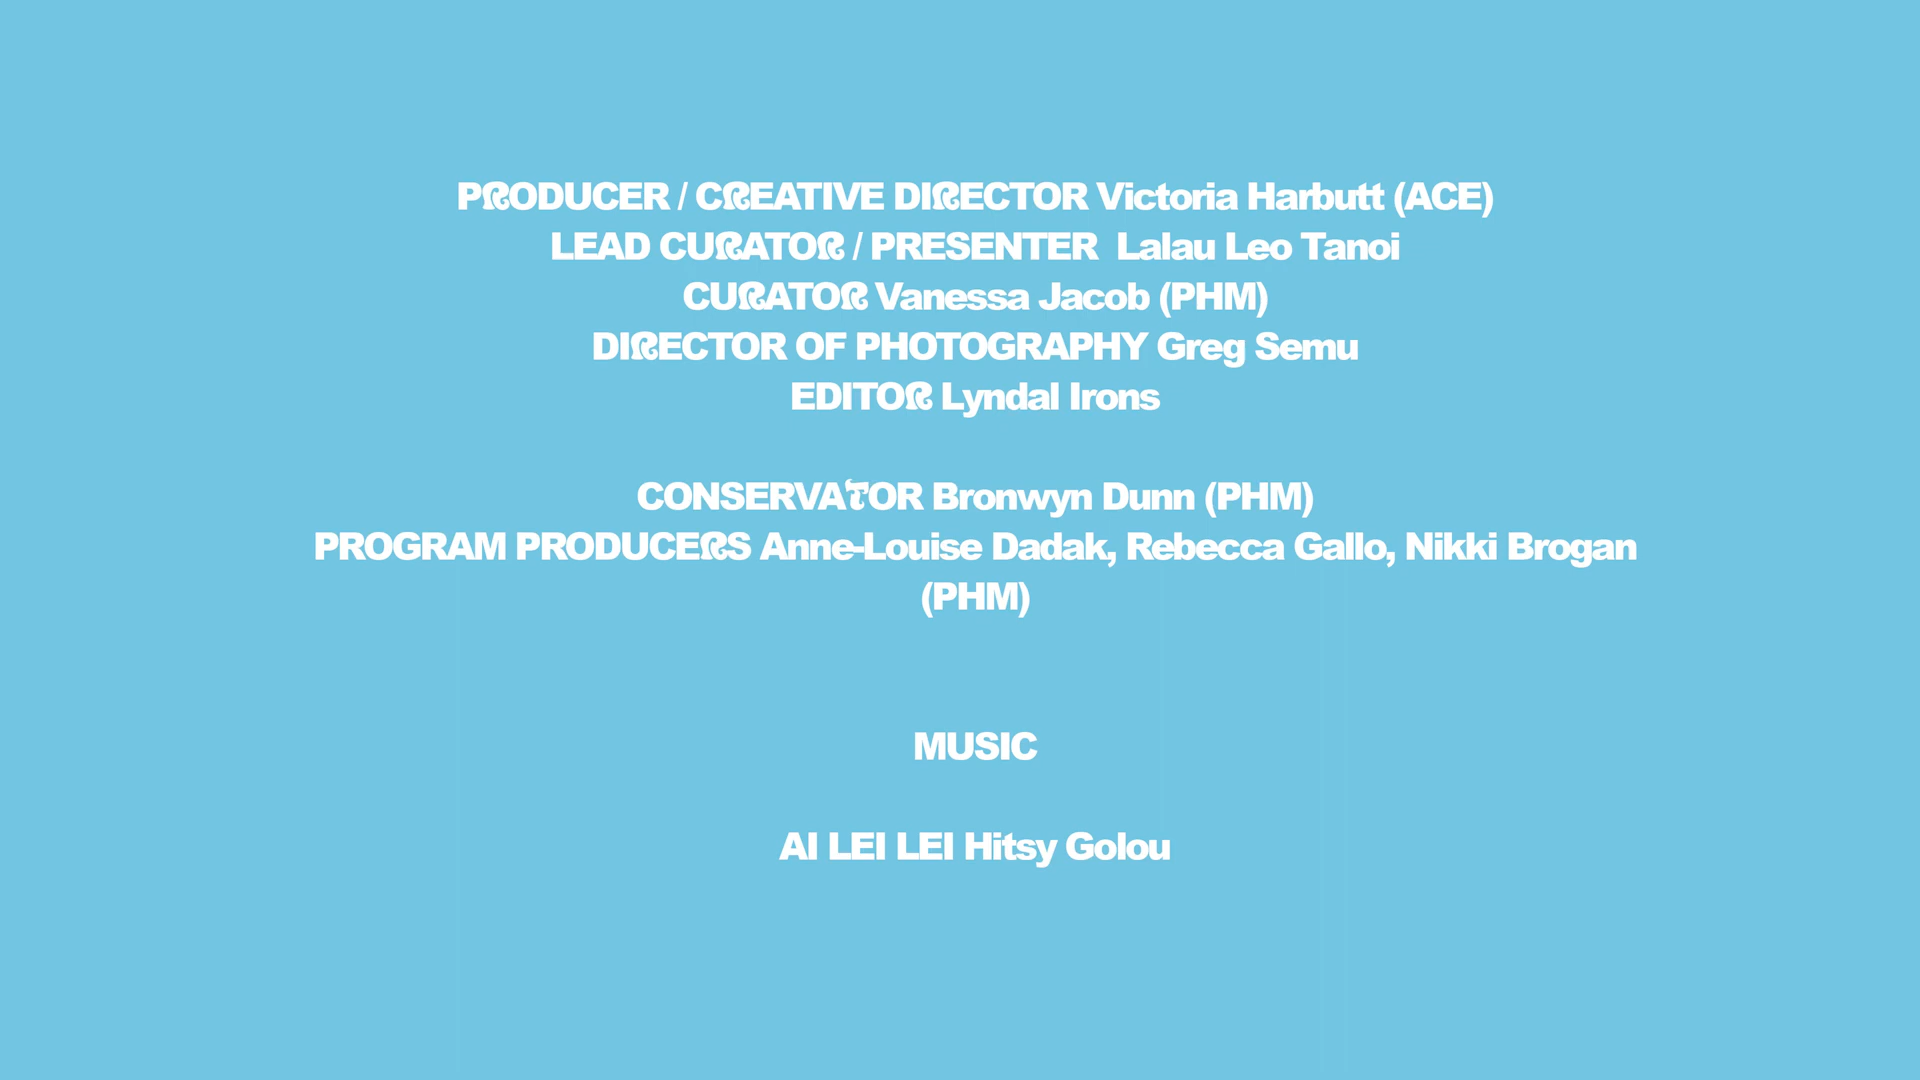 PRODUCER / CREATIVE DIRECTOR Victoria Harbutt (ACE)
LEAD CURATOR / PRESENTER Lalau Leo Tanoi
CURATOR Vanessa Jacob (PHM)
DIRECTOR OF PHOTOGRAPHY Greg Semu
EDITOR Lyndal Irons
CONSERVATOR Bronwyn Dunn (PHM)
PROGRAM PRODUCERS Anne-Louise Dadak, Rebecca Gallo, Nikki Brogan
(PHM)
MUSIC
AI LEI LEI Hitsy Golou